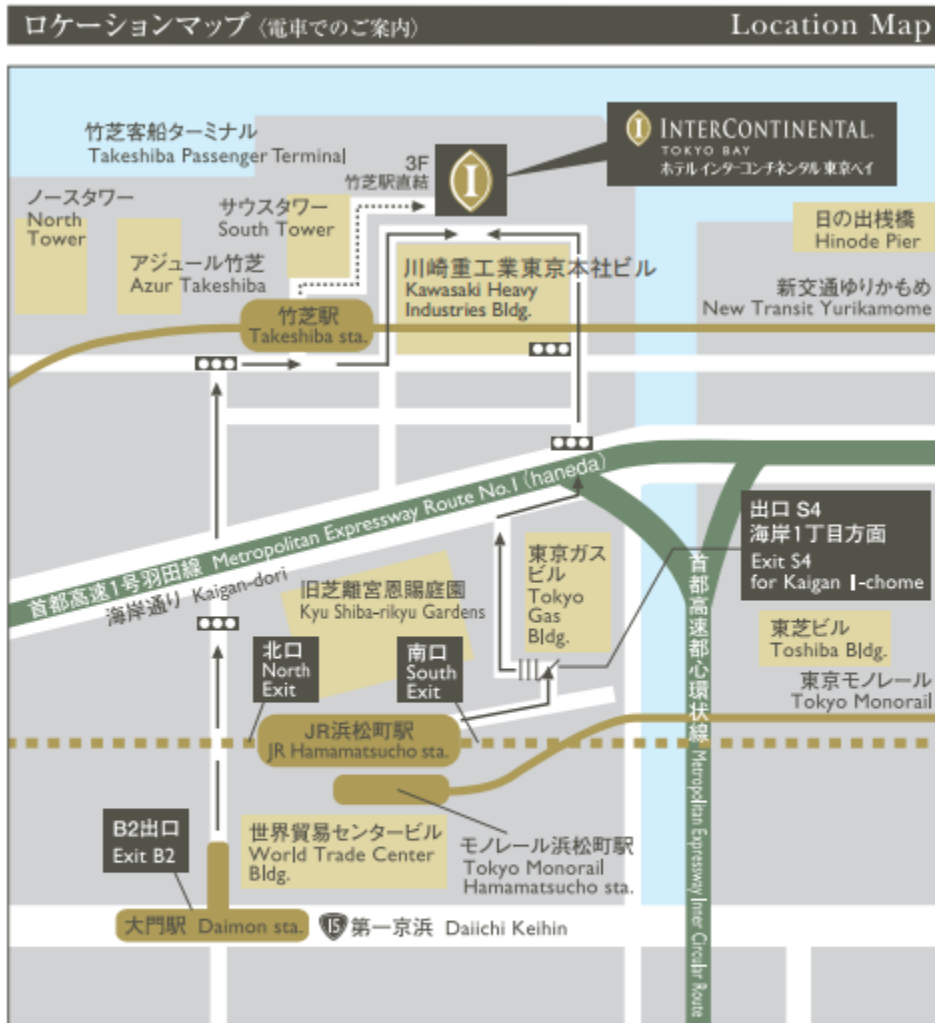 ロケーションマップ〈電車でのご案内〉
Location Map
竹芝客船ターミナル
Takeshiba Passenger Terminal
3F
竹芝駅直結
I
I INTERCONTINENTAL.
TOKYO BAY
ホテル インターコンチネンタル 東京ベイ
ノースタワー
North
Tower
サウスタワー
South Tower
アジュール竹芝
Azur Takeshiba
川崎重工業東京本社ビル
Kawasaki Heavy
Industries Bldg.
日の出桟橋
Hinode Pier
新交通ゆりかもめ
New Transit Yurikamome
竹芝駅
Takeshiba sta.
首都高速1号羽田線 Metropolitan Expressway Route No.1 (haneda)
海岸通り Kaigan-dori
出口 S4
海岸1丁目方面
Exit S4
for Kaigan 1-chome
東京ガス
ビル
Tokyo
Gas
Bldg.
旧芝離宮恩賜庭園
Kyu Shiba-rikyu Gardens
首都高速都心環状線 Metropolitan Expressway Inner Circular Route
東芝ビル
Toshiba Bldg.
北口
North
Exit
南口
South
Exit
東京モノレール
Tokyo Monorail
JR浜松町駅
JR Hamamatsucho sta.
B2出口
Exit B2
世界貿易センタービル
World Trade Center
Bldg.
モノレール浜松町駅
Tokyo Monorail
Hamamatsucho sta.
大門駅 Daimon sta.
15 第一京浜 Daiichi Keihin